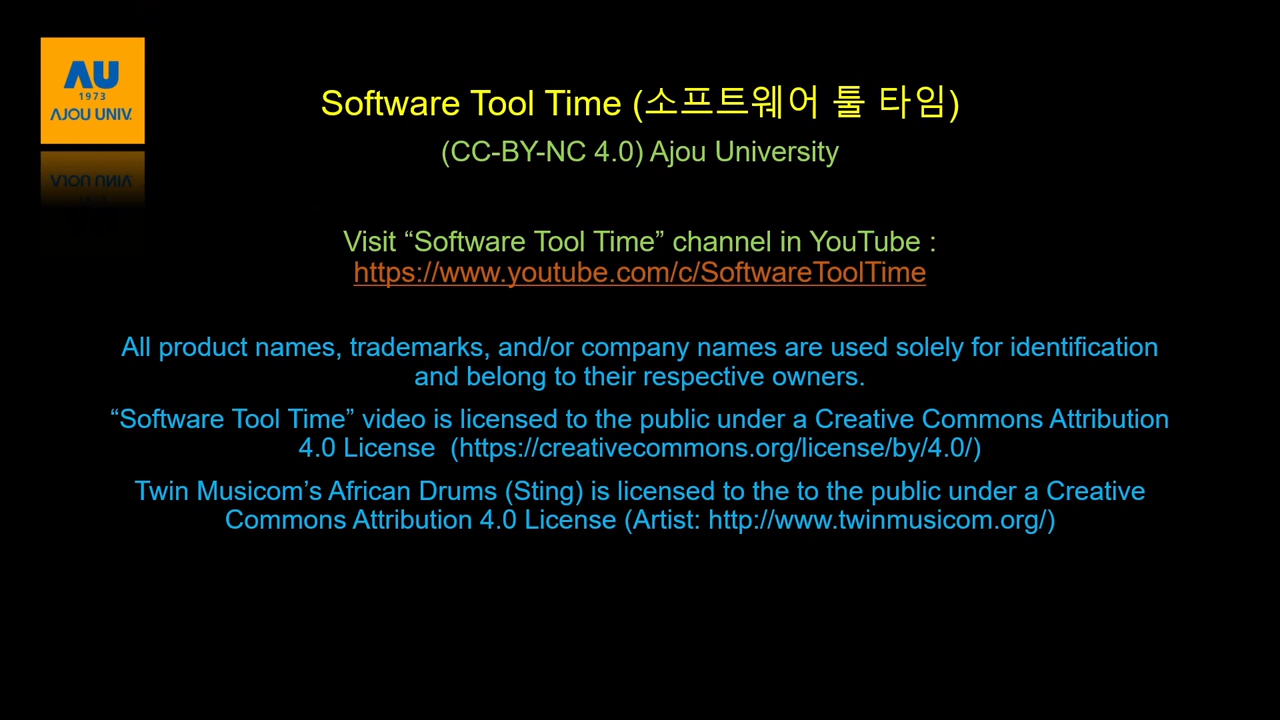 AU
1973
AJOU UNIV.
Software Tool Time (소프트웨어 툴 타임)
(CC-BY-NC 4.0) Ajou University
Visit “Software Tool Time” channel in YouTube :
https://www.youtube.com/c/SoftwareToolTime
All product names, trademarks, and/or company names are used solely for identification
and belong to their respective owners.
“Software Tool Time” video is licensed to the public under a Creative Commons Attribution
4.0 License  (https://creativecommons.org/license/by/4.0/)
Twin Musicom’s African Drums (Sting) is licensed to the to the public under a Creative
Commons Attribution 4.0 License (Artist: http://www.twinmusicom.org/)